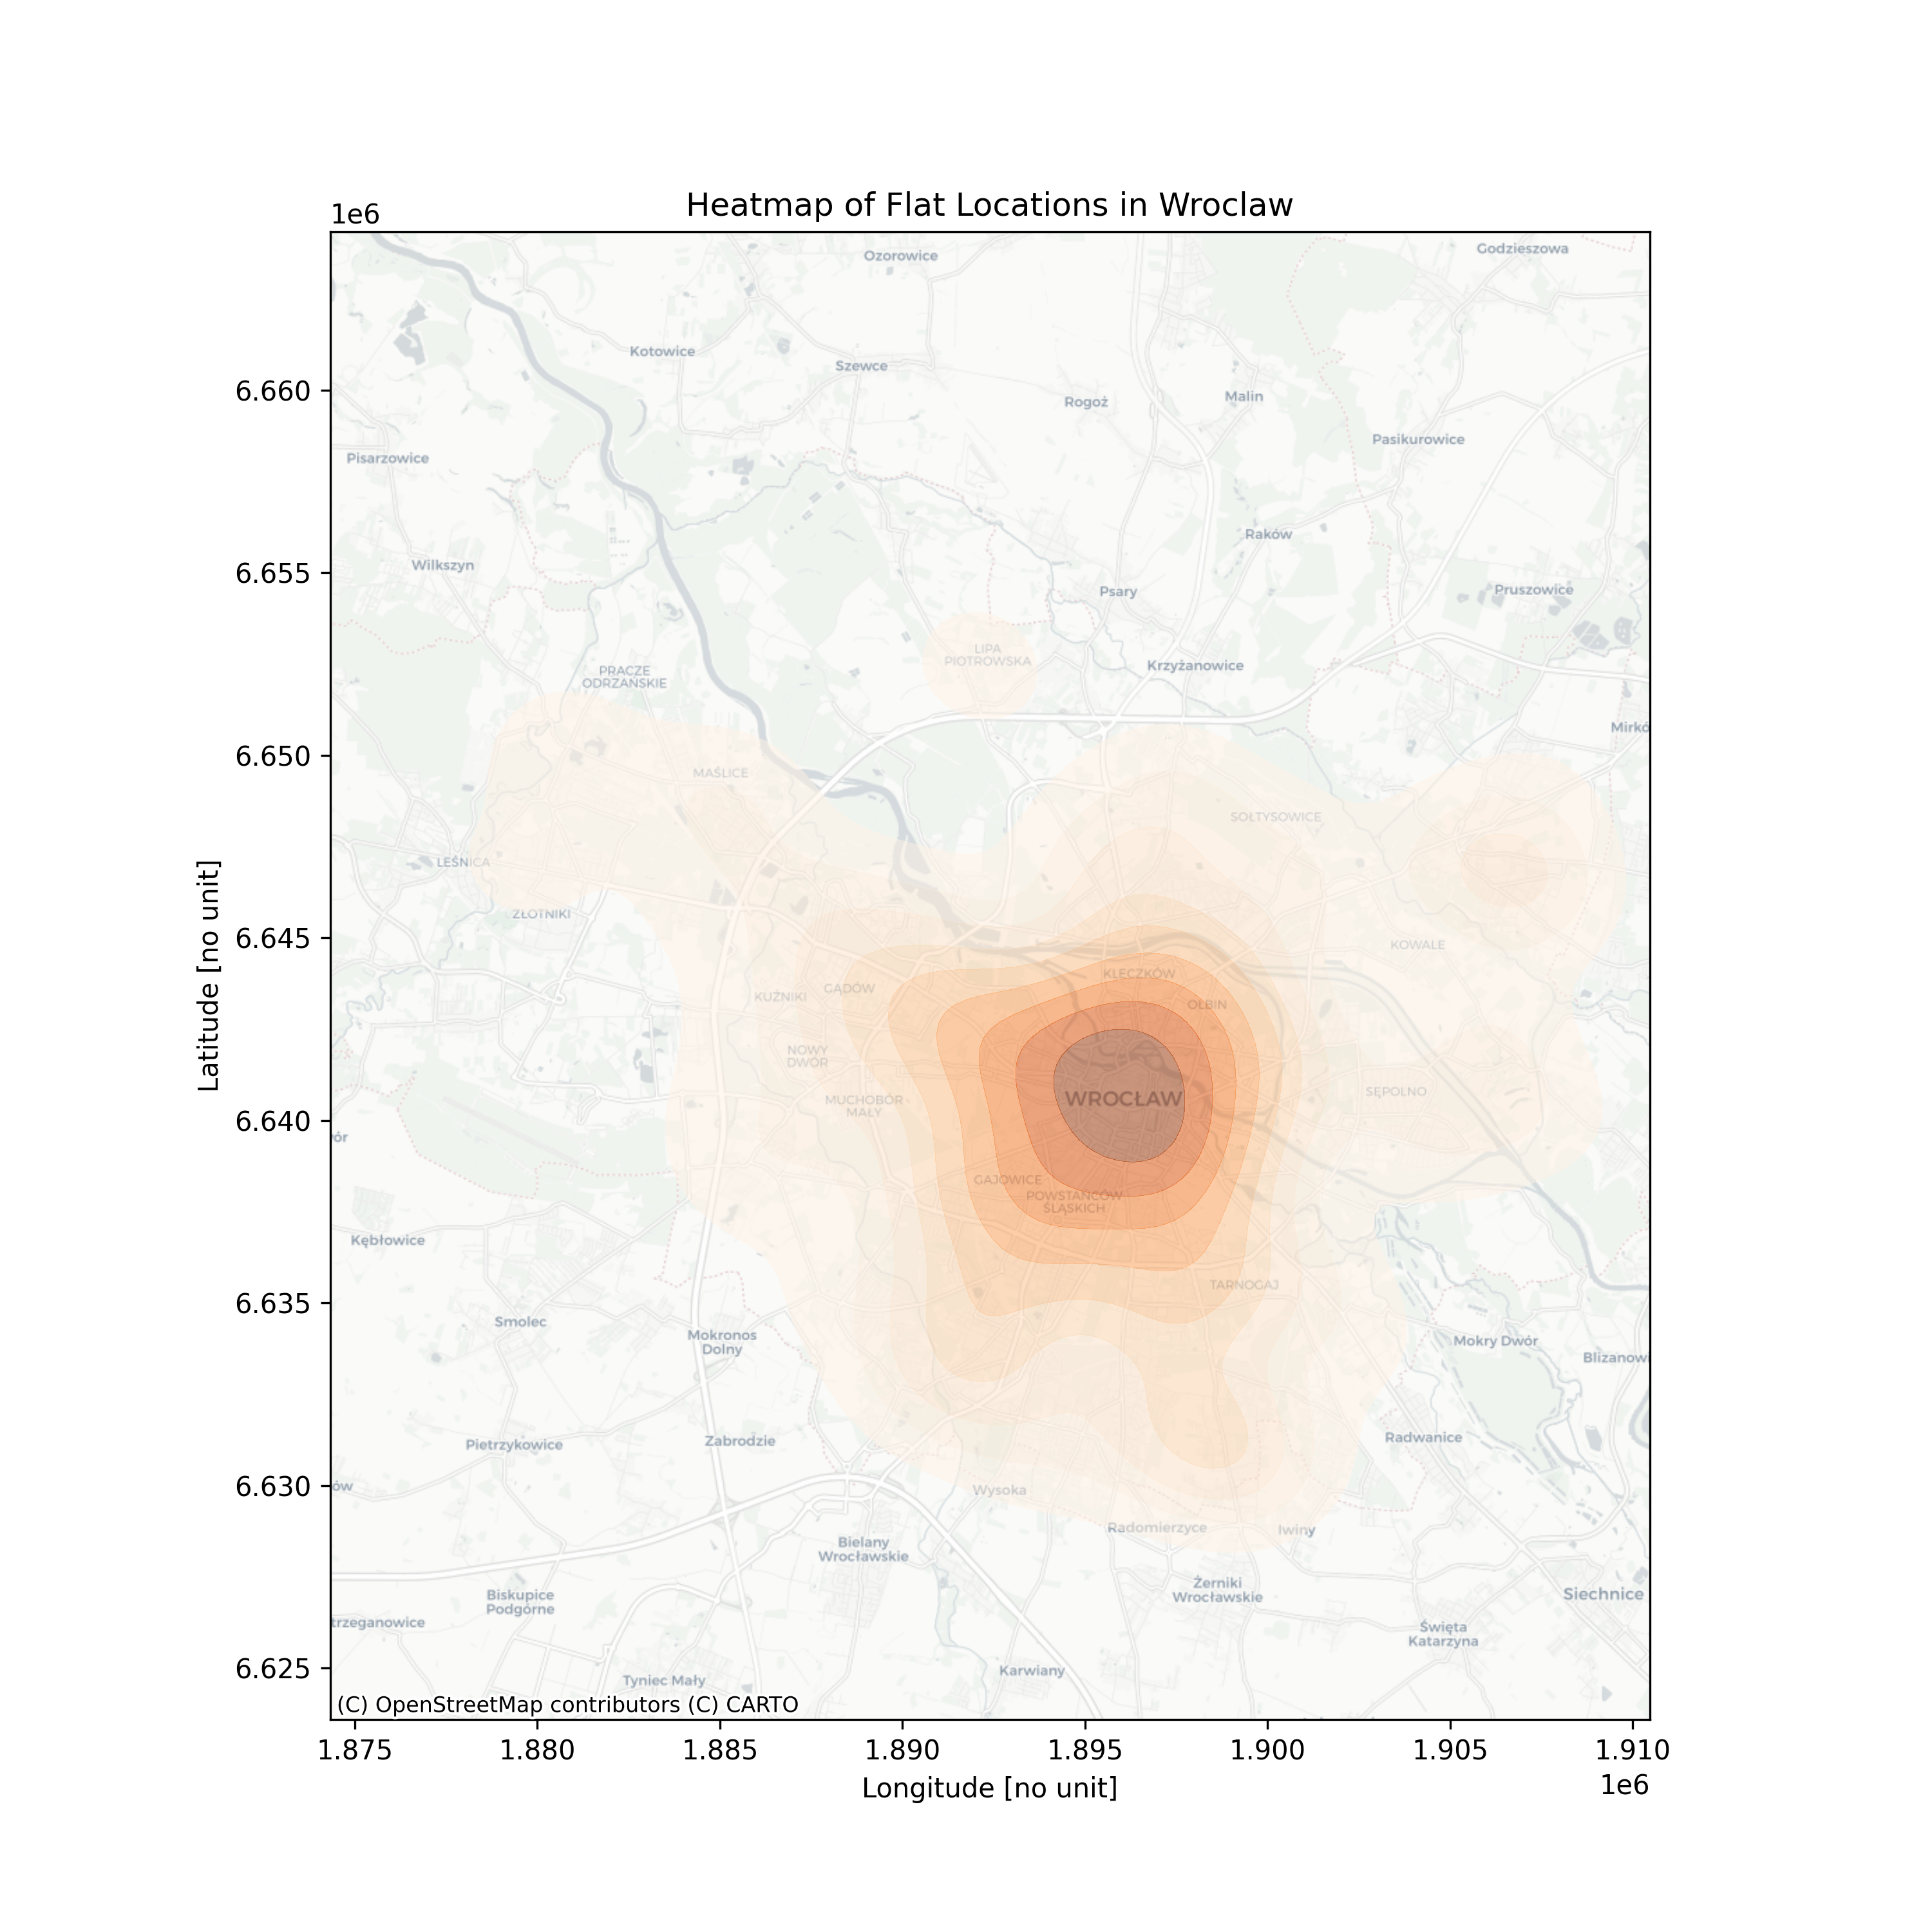 Heatmap of Flat Locations in Wroclaw
1e6
Godzieszowa
Ozorowice
Kotowice
Szewce
Malin
Rogoż
6.660
Pasikurowice
Pisarzowice
Raków
Wilkszyn
6.655
Psary
Pruszowice
LIPA
PIOTROWSKA
Krzyżanowice
PRACZE
ODRZAŃSKIE
Mirkó
6.650
MAŚLICE
SOŁTYSOWICE
LEŚNICA
ZŁOTNIKI
6.645
KOWALE
KLECZKÓW
GĄDÓW
KUŹNIKI
OŁBIN
NOWY
DWÓR
Latitude [no unit]
SĘPOLNO
WROCŁAW
MUCHOBÓR
MAŁY
6.640
ór
GAJOWICE
POWSTAŃCÓW
ŚLĄSKICH
Kębłowice
TARNOGAJ
6.635
Smolec
Mokronos
Dolny
Mokry Dwór
Blizanow
Radwanice
Zabrodzie
Pietrzykowice
6.630
ów
Wysoka
Radomierzyce
Iwiny
Bielany
Wrocławskie
Żerniki
Wrocławskie
Siechnice
Biskupice
Podgórne
trzeganowice
Święta
Katarzyna
6.625
Karwiany
Tyniec Mały
(C) OpenStreetMap contributors (C) CARTO
1.875 1.880 1.885 1.890 1.895 1.900 1.905 1.910
Longitude [no unit]
1e6